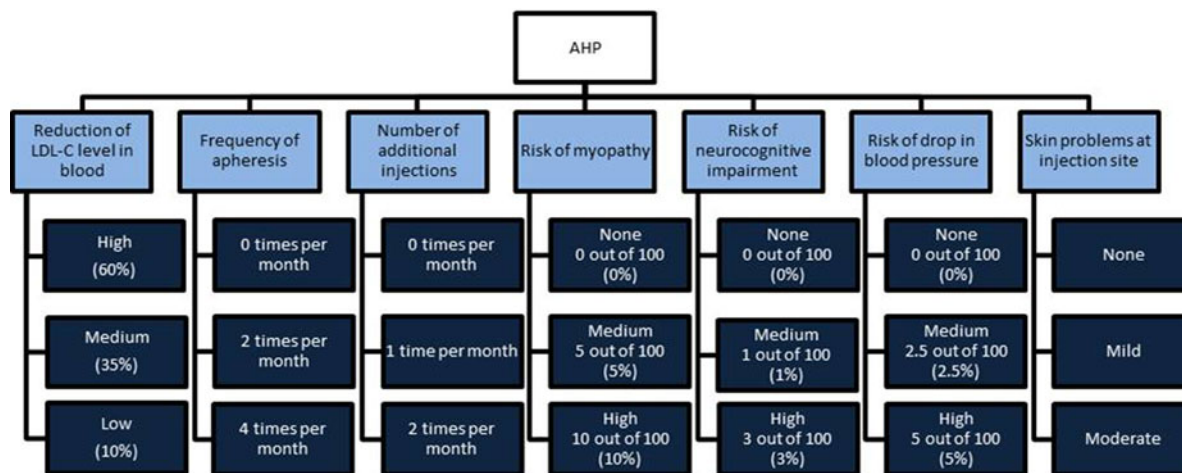 AHP
Reduction of
LDL-C level in
blood
Frequency of
apheresis
Number of
additional
injections
Risk of myopathy
Risk of
neurocognitive
impairment
Risk of drop in
blood pressure
Skin problems at
injection site
High
(60%)
0 times per
month
0 times per
month
None
0 out of 100
(0%)
None
0 out of 100
(0%)
None
0 out of 100
(0%)
None
Medium
(35%)
2 times per
month
1 time per month
Medium
5 out of 100
(5%)
Medium
1 out of 100
(1%)
Medium
2.5 out of 100
(2.5%)
Mild
Low
(10%)
4 times per
month
2 times per
month
High
10 out of 100
(10%)
High
3 out of 100
(3%)
High
5 out of 100
(5%)
Moderate